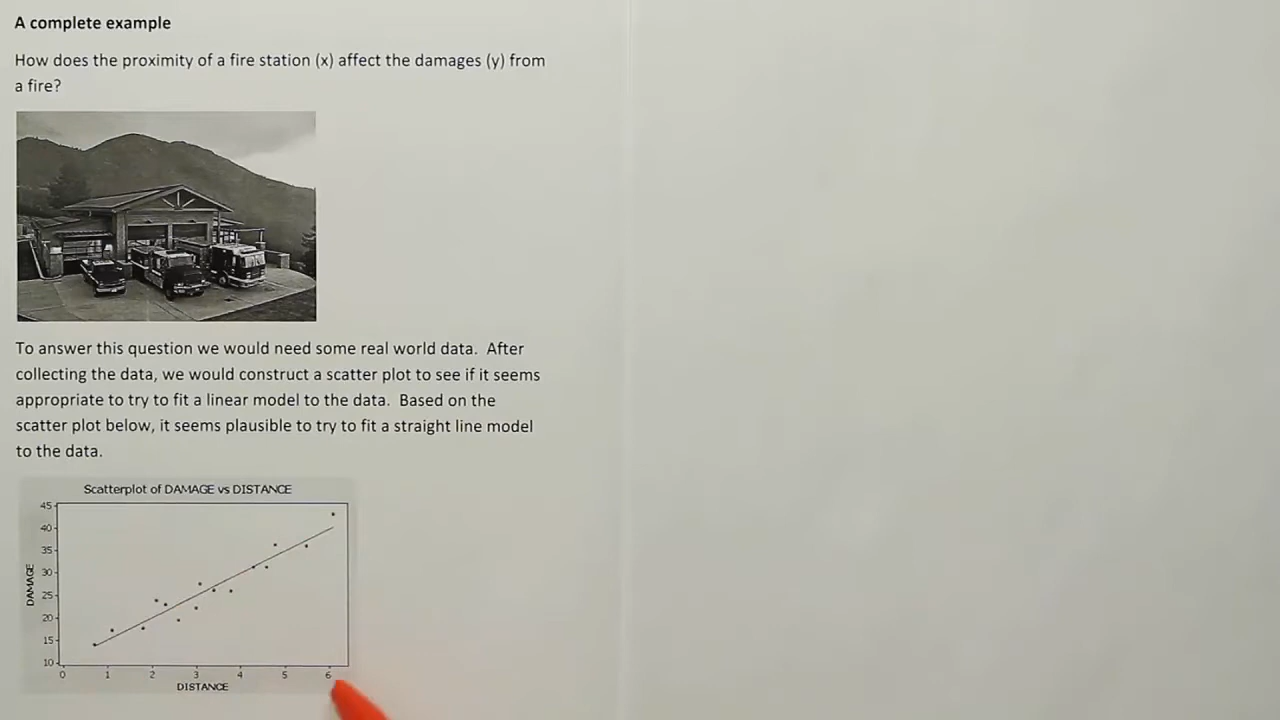 A complete example
How does the proximity of a fire station (x) affect the damages (y) from
a fire?
To answer this question we would need some real world data. After
collecting the data, we would construct a scatter plot to see if it seems
appropriate to try to fit a linear model to the data. Based on the
scatter plot below, it seems plausible to try to fit a straight line model
to the data.
Scatterplot of DAMAGE vs DISTANCE
45
40
35
30
25
20
15
10
DAMAGE
0 1 2 3 4 5 6
DISTANCE